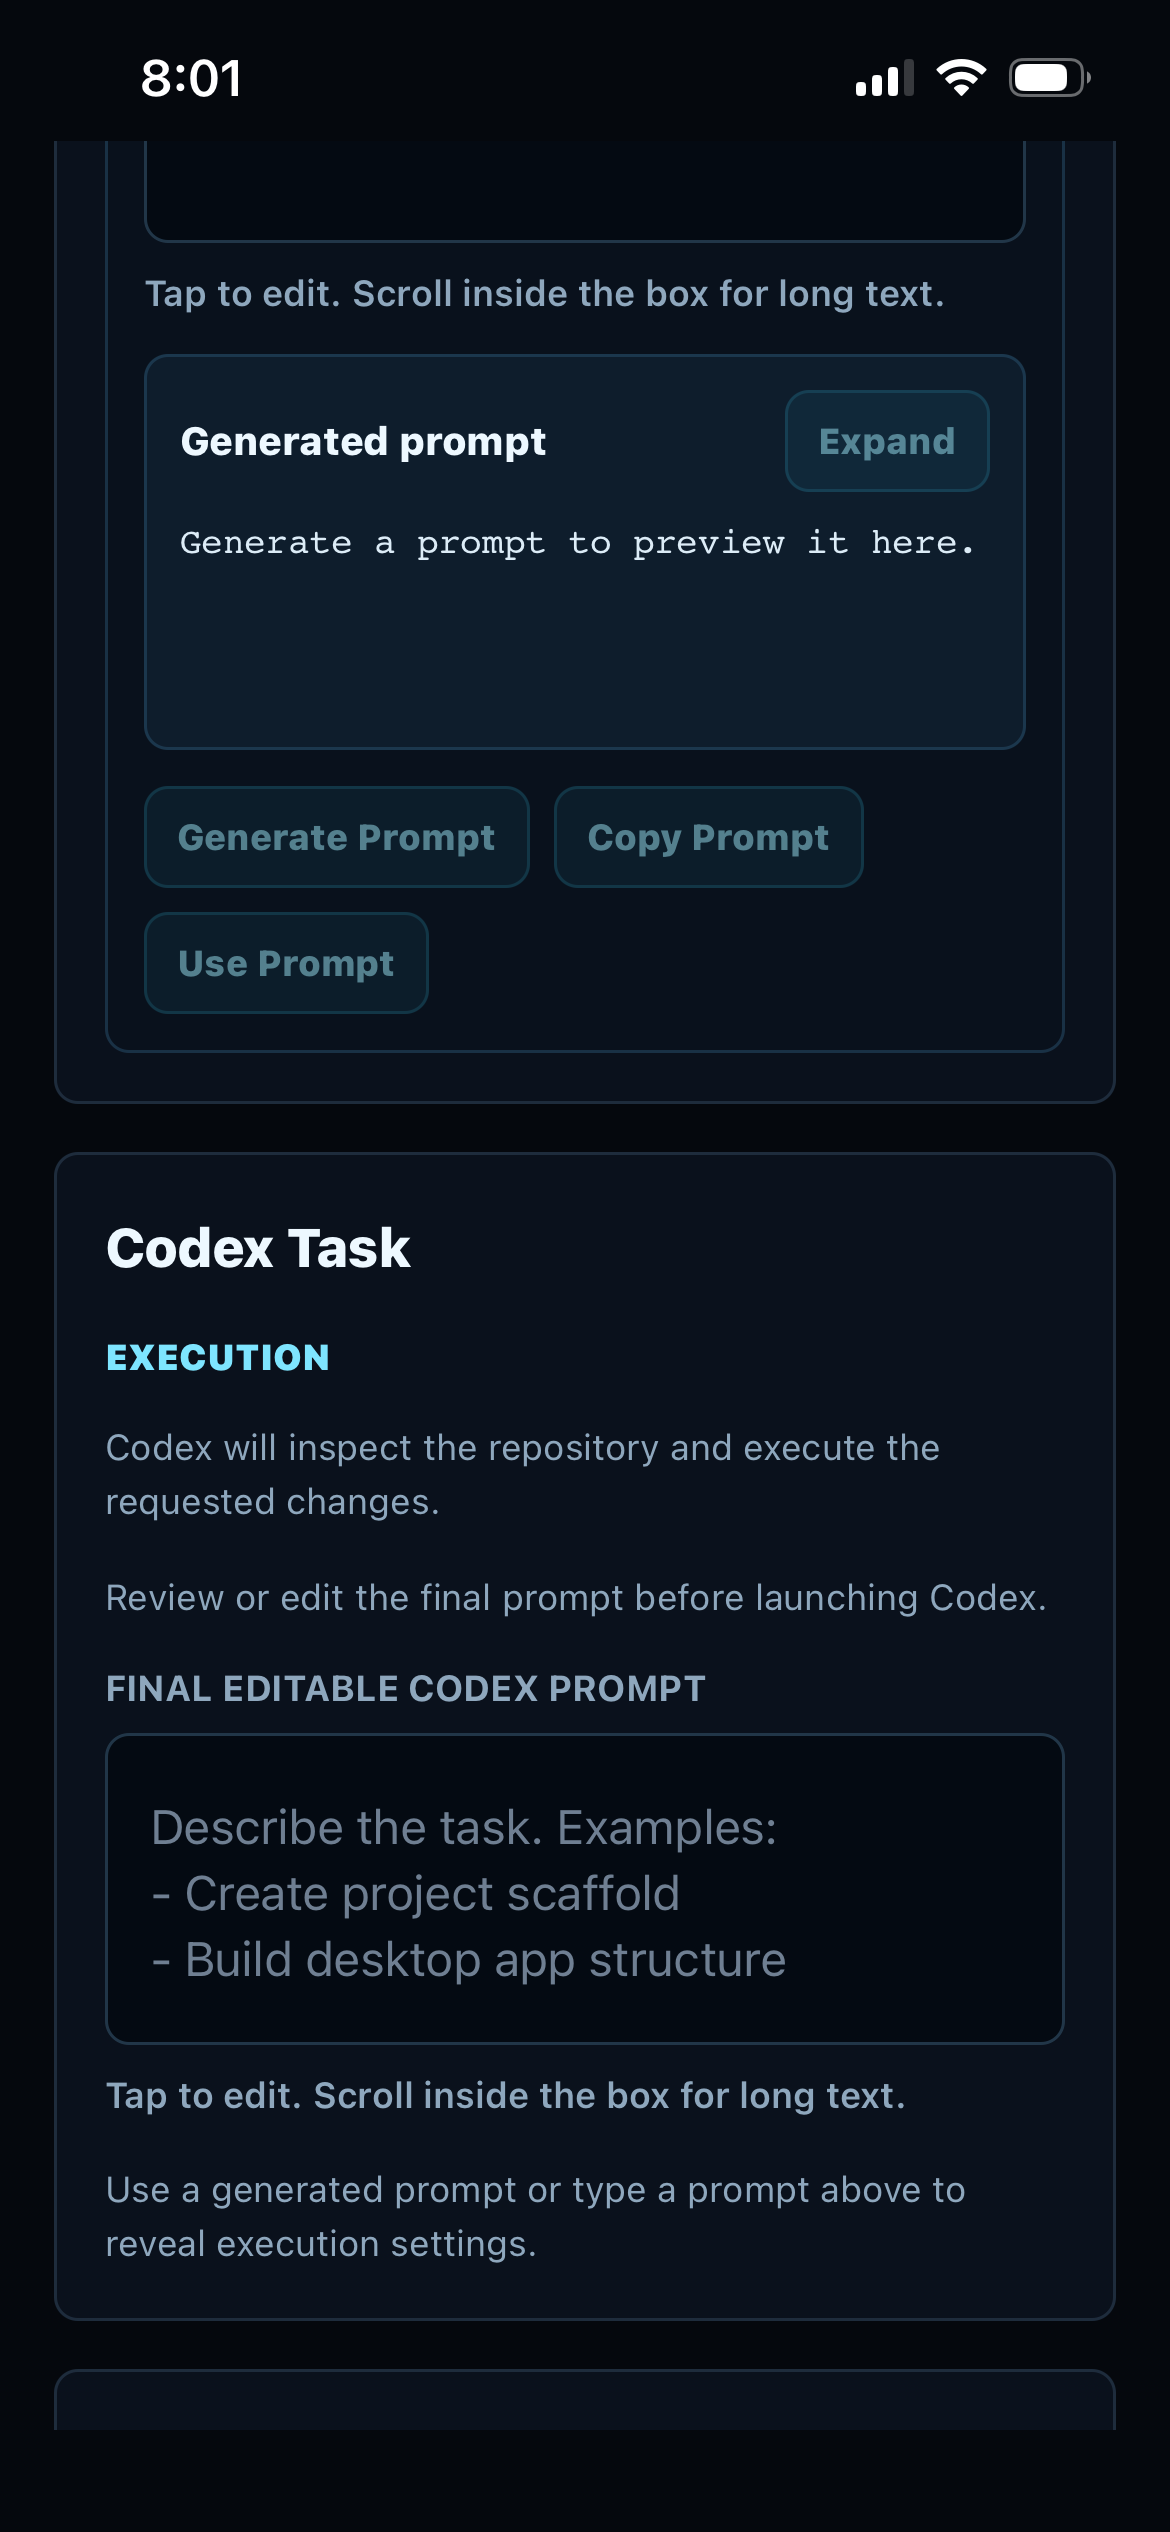 8:01
Tap to edit. Scroll inside the box for long text.
Generated prompt
Expand
Generate a prompt to preview it here.
Generate Prompt
Copy Prompt
Use Prompt
Codex Task
EXECUTION
Codex will inspect the repository and execute the
requested changes.
Review or edit the final prompt before launching Codex.
FINAL EDITABLE CODEX PROMPT
Describe the task. Examples:
- Create project scaffold
- Build desktop app structure
Tap to edit. Scroll inside the box for long text.
Use a generated prompt or type a prompt above to
reveal execution settings.